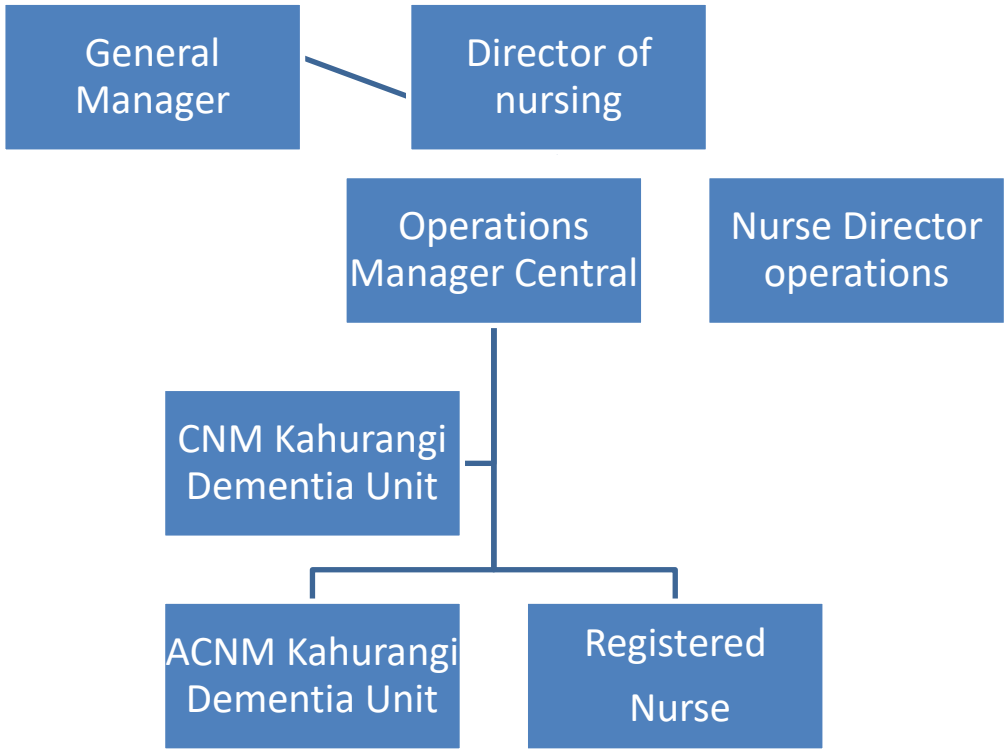 General
Manager
Director of
nursing
Operations
Manager Central
Nurse Director
operations
CNM Kahurangi
Dementia Unit
ACNM Kahurangi
Dementia Unit
Registered
Nurse